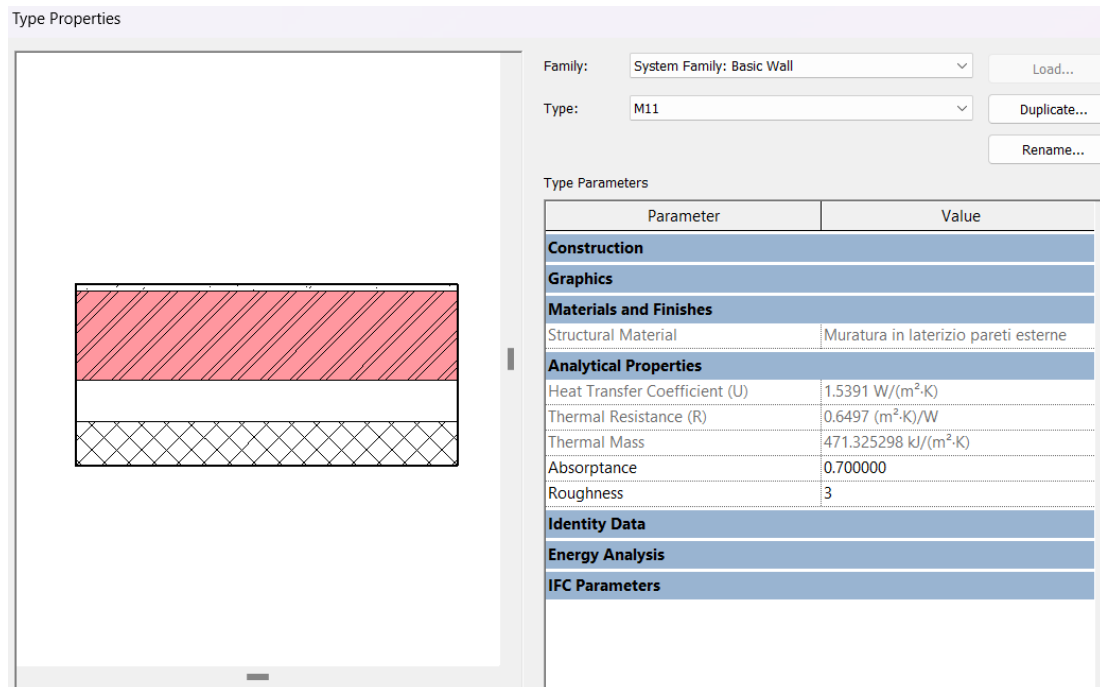 Type Properties
Family: System Family: Basic Wall Load...
Type: M11 Duplicate...
Rename...
Type Parameters
Parameter Value
Construction
Graphics
Materials and Finishes
Structural Material Muratura in laterizio pareti esterne
Analytical Properties
Heat Transfer Coefficient (U) 1.5391 W/(m²·K)
Thermal Resistance (R) 0.6497 (m²·K)/W
Thermal Mass 471.325298 kJ/(m²·K)
Absorptance 0.700000
Roughness 3
Identity Data
Energy Analysis
IFC Parameters